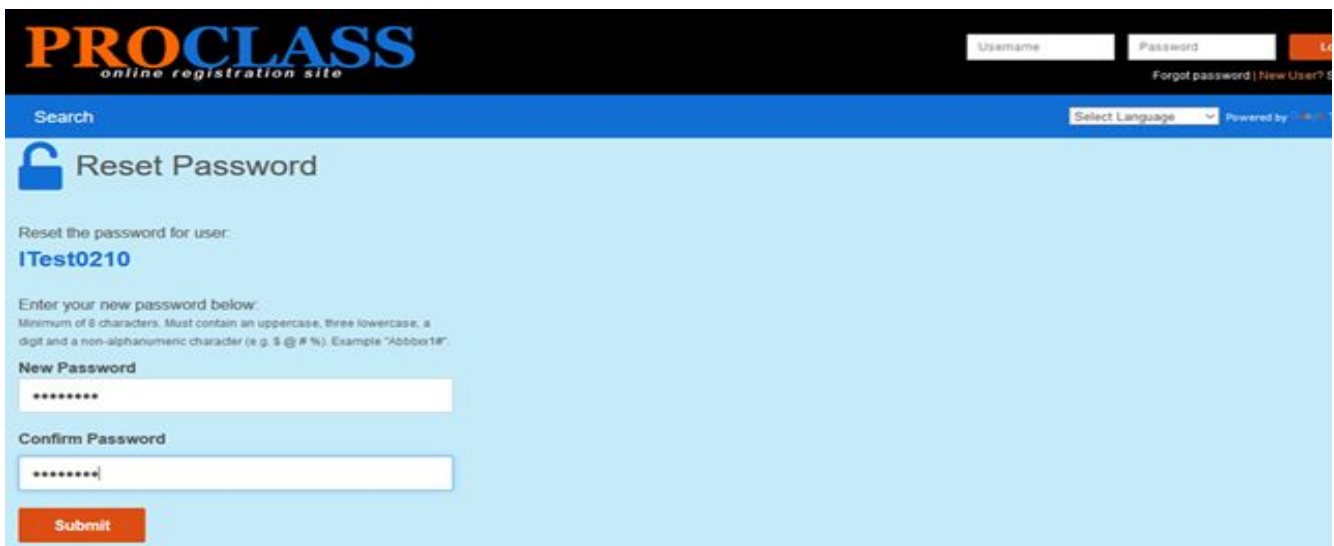 PROCLASS
online registration site
Username
Password
Forgot password | New User?
Search
Select Language
Powered by
Reset Password
Reset the password for user:
ITest0210
Enter your new password below:
Minimum of 8 characters. Must contain an uppercase, three lowercase, a
digit and a non-alphanumeric character (e.g. $ @ # %). Example
New Password
••••••••
Confirm Password
••••••••
Submit